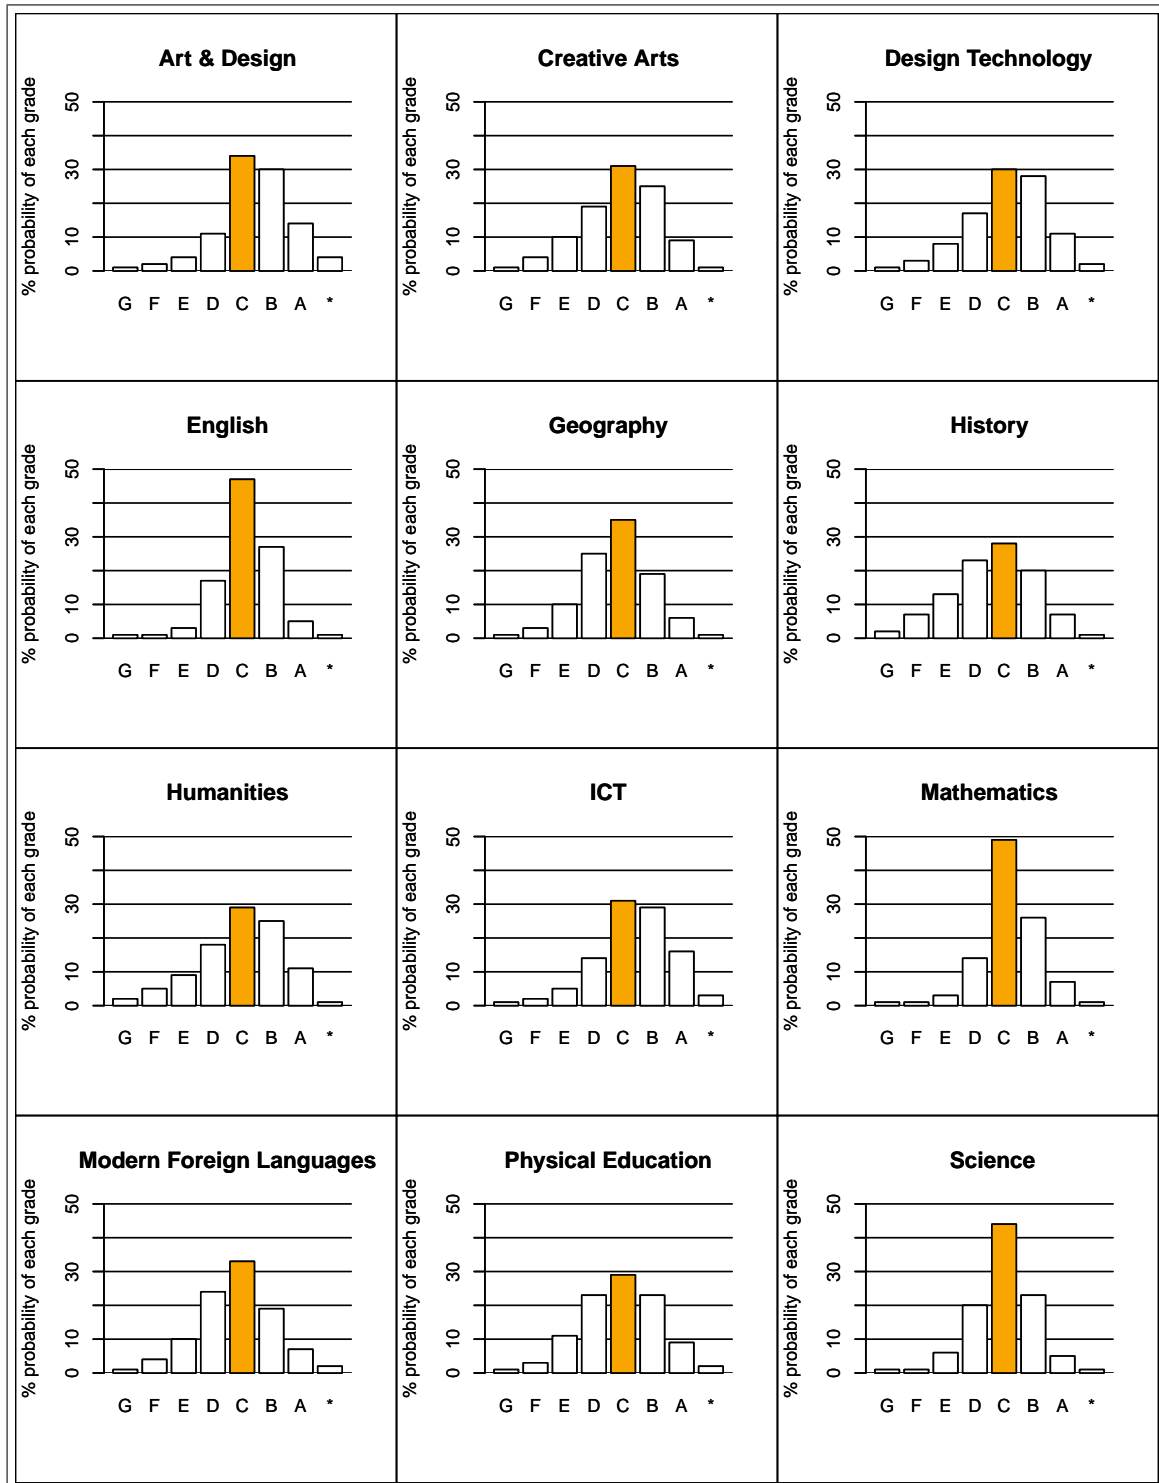 Art & Design
% probability of each grade
50
30
10
0
G F E D C B A *
Creative Arts
% probability of each grade
50
30
10
0
G F E D C B A *
Design Technology
% probability of each grade
50
30
10
0
G F E D C B A *
English
% probability of each grade
50
30
10
0
G F E D C B A *
Geography
% probability of each grade
50
30
10
0
G F E D C B A *
History
% probability of each grade
50
30
10
0
G F E D C B A *
Humanities
% probability of each grade
50
30
10
0
G F E D C B A *
ICT
% probability of each grade
50
30
10
0
G F E D C B A *
Mathematics
% probability of each grade
50
30
10
0
G F E D C B A *
Modern Foreign Languages
% probability of each grade
50
30
10
0
G F E D C B A *
Physical Education
% probability of each grade
50
30
10
0
G F E D C B A *
Science
% probability of each grade
50
30
10
0
G F E D C B A *